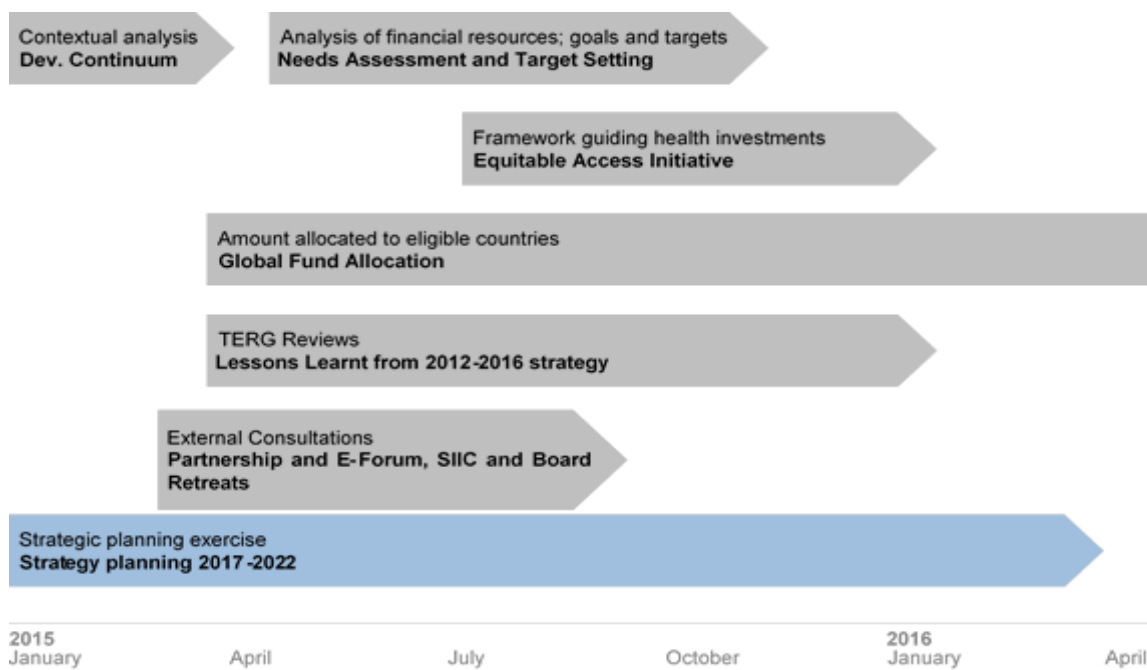 Contextual analysis
Dev. Continuum
Analysis of financial resources; goals and targets
Needs Assessment and Target Setting
Framework guiding health investments
Equitable Access Initiative
Amount allocated to eligible countries
Global Fund Allocation
TERG Reviews
Lessons Learnt from 2012-2016 strategy
External Consultations
Partnership and E-Forum, SIIC and Board
Retreats
Strategic planning exercise
Strategy planning 2017-2022
2015 2016
January April July October January April